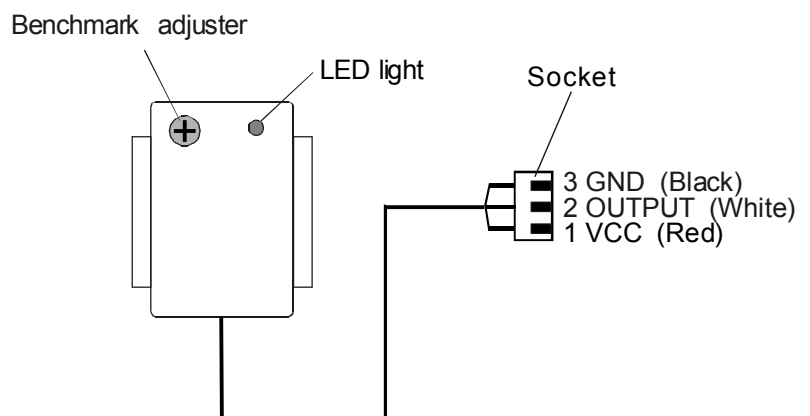 Benchmark adjuster
LED light
Socket
3 GND (Black)
2 OUTPUT (White)
1 VCC (Red)